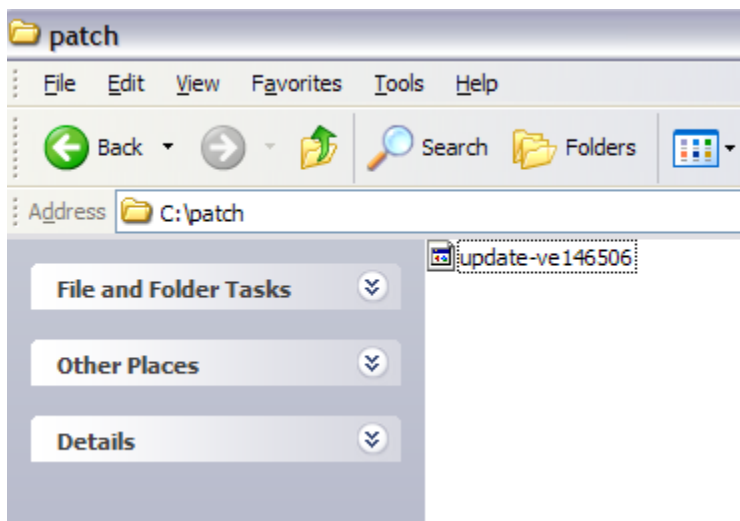 patch
File Edit View Favorites Tools Help
Back Search Folders
Address C:\patch
update-ve146506
File and Folder Tasks
Other Places
Details